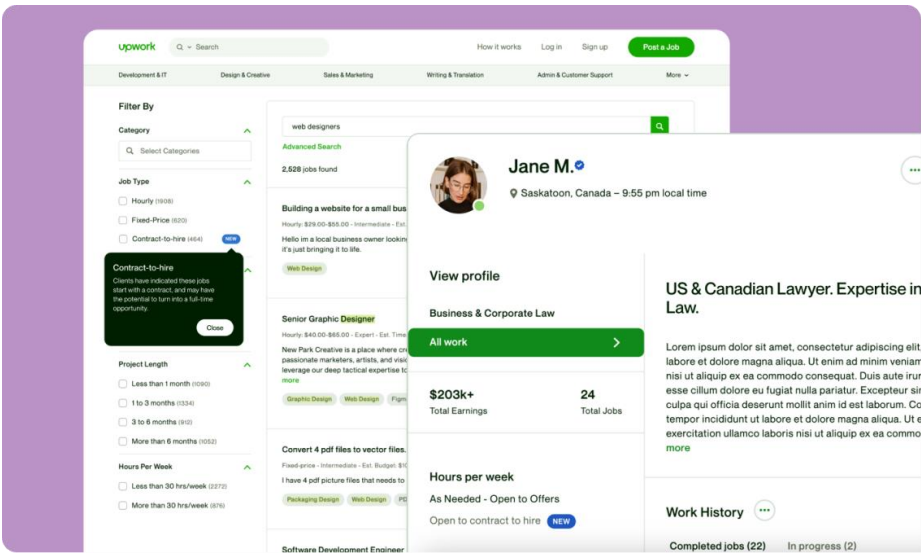 upwork
Search
How it works
Log in
Sign up
Post a Job
Development & IT
Design & Creative
Sales & Marketing
Writing & Translation
Admin & Customer Support
More
Filter By
Category
Select Categories
Job Type
Hourly (1908)
Fixed-Price (620)
Contract-to-hire (464)
NEW
Contract-to-hire
Clients have indicated these jobs
start with a contract, and may have
the potential to turn into a full-time
opportunity.
Close
Project Length
Less than 1 month (1090)
1 to 3 months (1334)
3 to 6 months (910)
More than 6 months (1052)
Hours Per Week
Less than 30 hrs/week (2272)
More than 30 hrs/week (876)
web designers
Advanced Search
2,528 jobs found
Building a website for a small bus
Hourly: $29.00-$55.00 - Intermediate - Est.
Hello im a local business owner lookin
it's just bringing it to life.
Web Design
Senior Graphic Designer
Hourly: $40.00-$65.00 - Expert - Est. Time
New Park Creative is a place where cre
passionate marketers, artists, and visio
leverage our deep tactical expertise to
more
Graphic Design
Web Design
Figm
Convert 4 pdf files to vector files.
Fixed-price - Intermediate - Est. Budget: $10
I have 4 pdf picture files that needs to
Packaging Design
Web Design
PD
Software Development Engineer
Jane M.
Saskatoon, Canada – 9:55 pm local time
View profile
Business & Corporate Law
All work
$203k+
Total Earnings
24
Total Jobs
Hours per week
As Needed - Open to Offers
Open to contract to hire NEW
US & Canadian Lawyer. Expertise in
Law.
Lorem ipsum dolor sit amet, consectetur adipiscing elit,
labore et dolore magna aliqua. Ut enim ad minim veniam
nisi ut aliquip ex ea commodo consequat. Duis aute irur
esse cillum dolore eu fugiat nulla pariatur. Excepteur sin
culpa qui officia deserunt mollit anim id est laborum. Co
tempor incididunt ut labore et dolore magna aliqua. Ut e
exercitation ullamco laboris nisi ut aliquip ex ea commo
more
Work History
Completed jobs (22)
In progress (2)